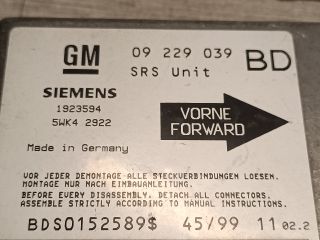 GM 09 229 039 BD
SRS Unit
SIEMENS
1923594
5WK4 2922
VORNE
FORWARD
Made in Germany
VOR JEDER DEMONTAGE ALLE STECKVERBINDUNGEN LOESEN.
MONTAGE NUR NACH EINBAUANLEITUNG.
BEFORE EVERY DISASSEMBLY, DETACH ALL CONNECTORS.
ASSEMBLE STRICTLY ACCORDING TO MANUAL INSTRUCTIONS.
BDS0152589$ 45/99 11 02.2